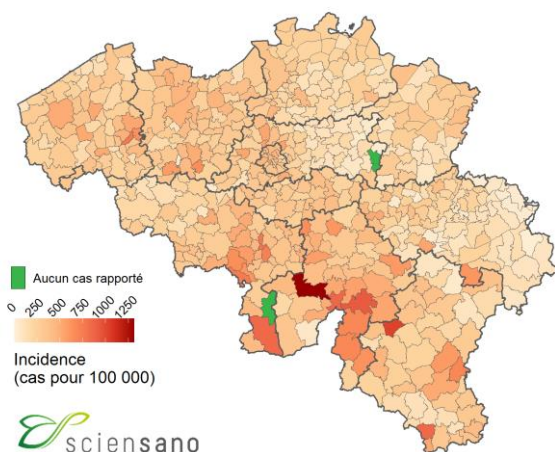 Aucun cas rapporté
0 250 500 750 1000 1250
Incidence
(cas pour 100 000)
sciensano